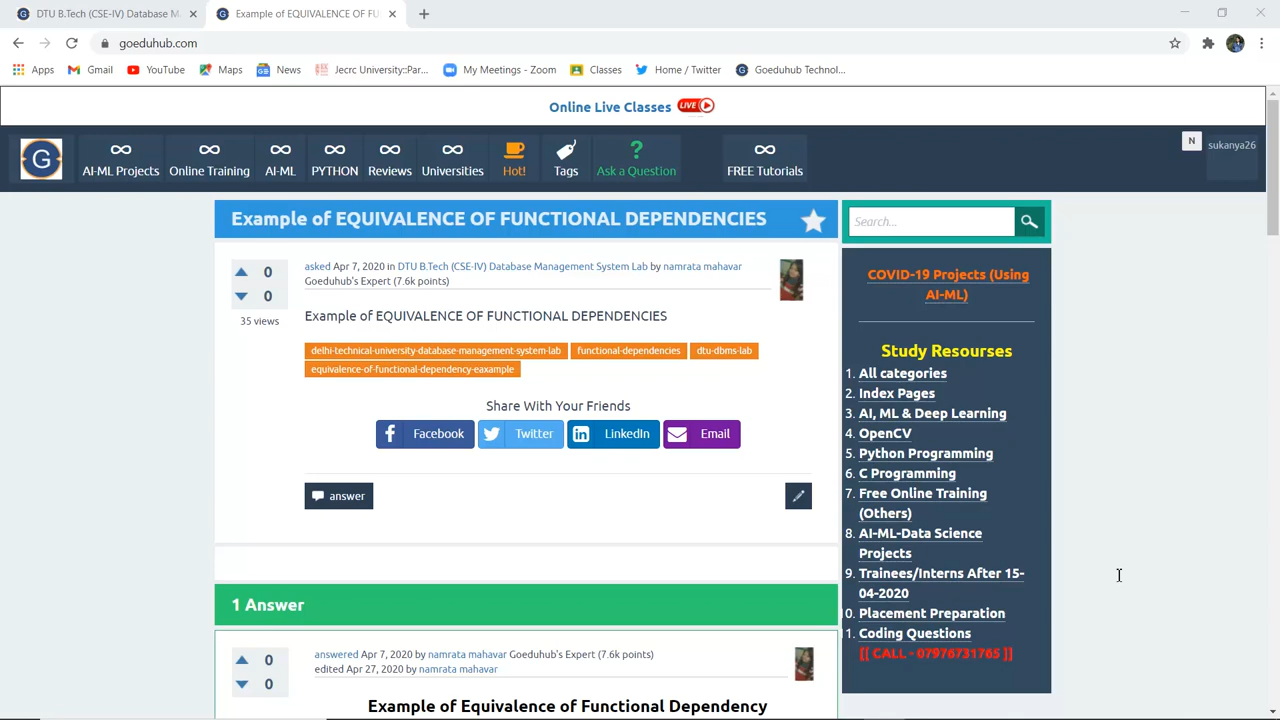 DTU B.Tech (CSE-IV) Database M
Example of EQUIVALENCE OF FU
goeduhub.com
Apps
Gmail
YouTube
Maps
News
Jecrc University::Par...
My Meetings - Zoom
Classes
Home / Twitter
Goeduhub Technol...
Online Live Classes LIVE
G
AI-ML Projects
Online Training
AI-ML
PYTHON
Reviews
Universities
Hot!
Tags
Ask a Question
FREE Tutorials
N
sukanya26
Example of EQUIVALENCE OF FUNCTIONAL DEPENDENCIES
0
0
35 views
asked Apr 7, 2020 in DTU B.Tech (CSE-IV) Database Management System Lab by namrata mahavar
Goeduhub's Expert (7.6k points)
Example of EQUIVALENCE OF FUNCTIONAL DEPENDENCIES
delhi-technical-university-database-management-system-lab functional-dependencies dtu-dbms-lab
equivalence-of-functional-dependency-eaxample
Share With Your Friends
Facebook Twitter LinkedIn Email
answer
1 Answer
0
0
answered Apr 7, 2020 by namrata mahavar Goeduhub's Expert (7.6k points)
edited Apr 27, 2020 by namrata mahavar
Example of Equivalence of Functional Dependency
Search...
COVID-19 Projects (Using
AI-ML)
Study Resourses
1. All categories
2. Index Pages
3. AI, ML & Deep Learning
4. OpenCV
5. Python Programming
6. C Programming
7. Free Online Training
(Others)
8. AI-ML-Data Science
Projects
9. Trainees/Interns After 15-
04-2020
10. Placement Preparation
11. Coding Questions
[[ CALL - 07976731765 ]]